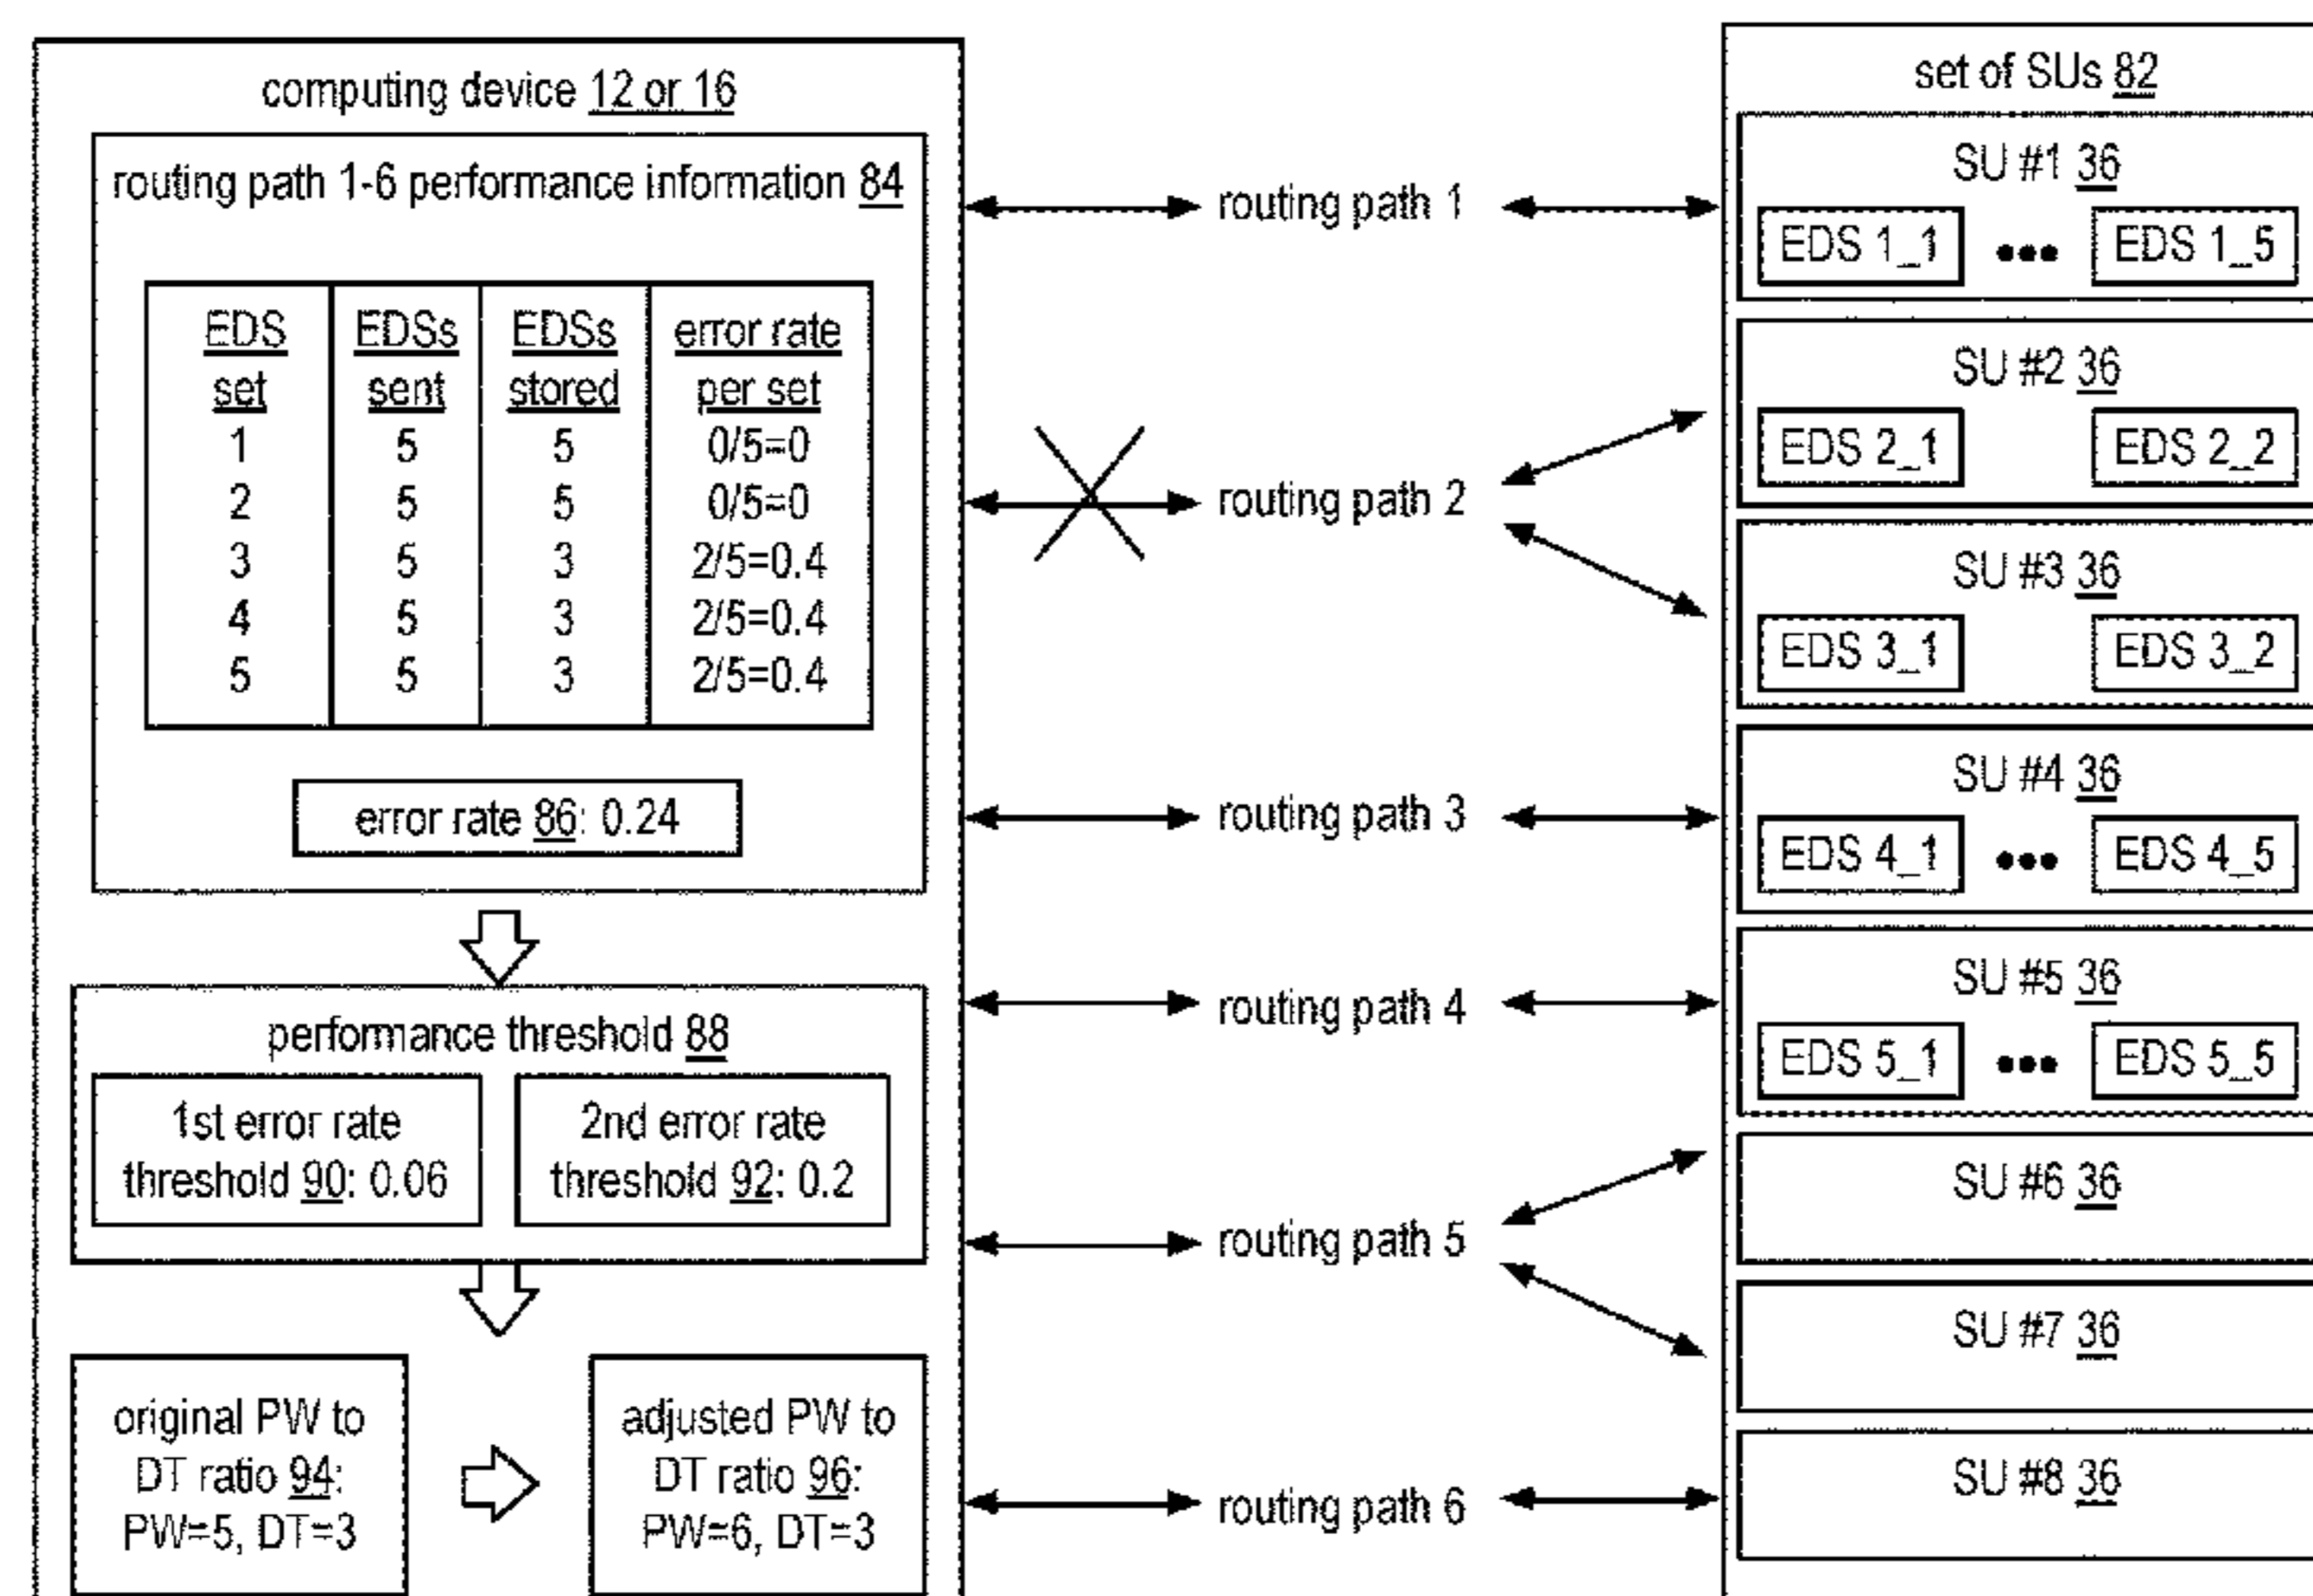 computing device 12 or 16
routing path 1-6 performance information 84
EDS set EDSs sent EDSs stored error rate per set
1 5 5 0/5=0
2 5 5 0/5=0
3 5 3 2/5=0.4
4 5 3 2/5=0.4
5 5 3 2/5=0.4
error rate 86: 0.24
performance threshold 88
1st error rate
threshold 90: 0.06
2nd error rate
threshold 92: 0.2
original PW to
DT ratio 94:
PW=5, DT=3
adjusted PW to
DT ratio 96:
PW=6, DT=3
routing path 1
routing path 2
routing path 3
routing path 4
routing path 5
routing path 6
set of SUs 82
SU #1 36
EDS 1_1 ••• EDS 1_5
SU #2 36
EDS 2_1 EDS 2_2
SU #3 36
EDS 3_1 EDS 3_2
SU #4 36
EDS 4_1 ••• EDS 4_5
SU #5 36
EDS 5_1 ••• EDS 5_5
SU #6 36
SU #7 36
SU #8 36